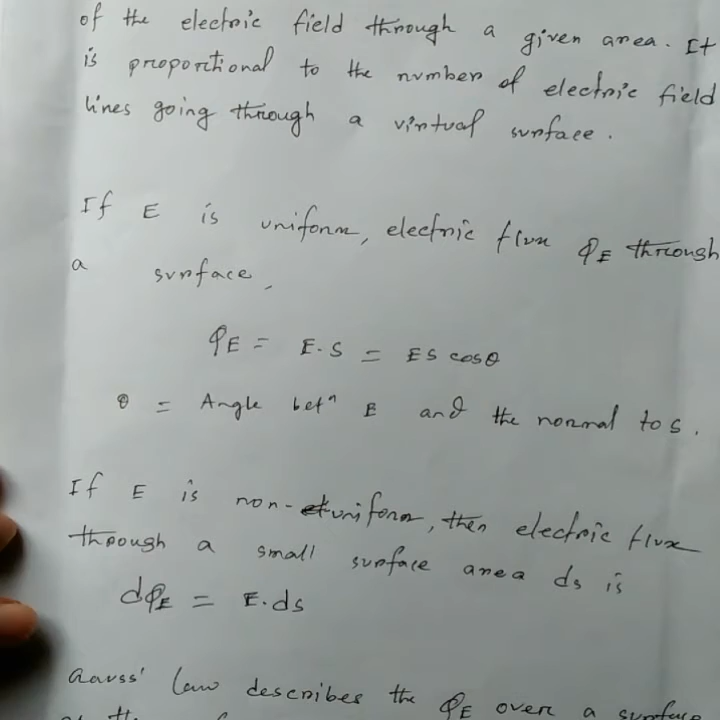 of the electric field through a given area. It
is proportional to the number of electric field
lines going through a virtual surface.
If E is uniform, electric flux φE through
a surface,
φE = E.S = ES cosθ
θ = Angle betⁿ E and the normal to S.
If E is non-uniform, then electric flux
through a small surface area ds is
dφE = E.ds
Gauss' law describes the φE over a surface